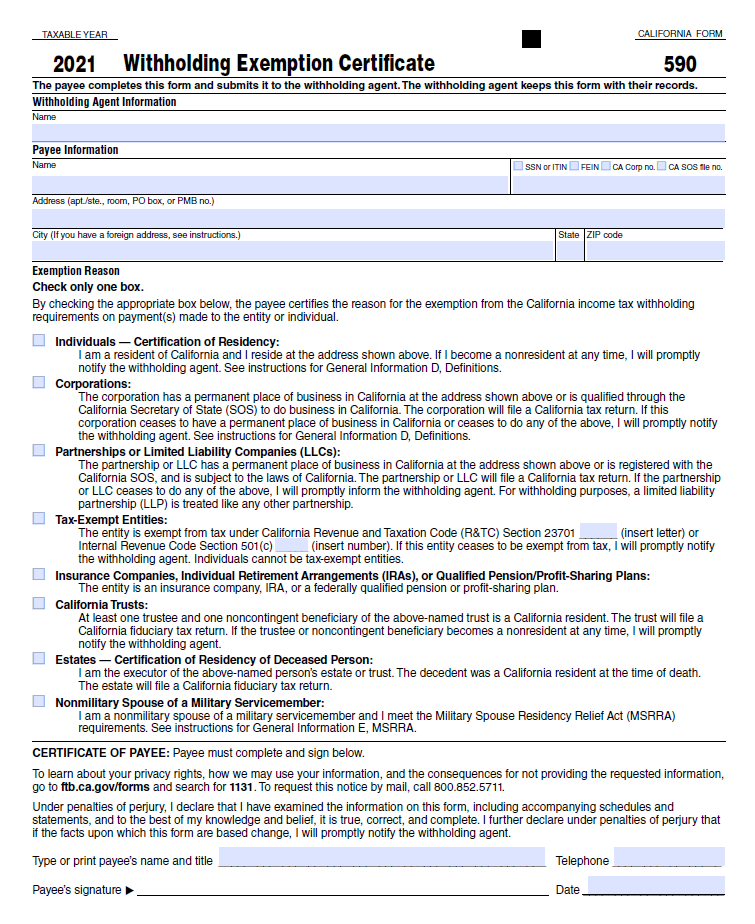 TAXABLE YEAR
CALIFORNIA FORM
2021 Withholding Exemption Certificate 590
The payee completes this form and submits it to the withholding agent. The withholding agent keeps this form with their records.
Withholding Agent Information
Name
Payee Information
Name
SSN or ITIN FEIN CA Corp no. CA SOS file no.
Address (apt./ste., room, PO box, or PMB no.)
City (If you have a foreign address, see instructions.) State ZIP code
Exemption Reason
Check only one box.
By checking the appropriate box below, the payee certifies the reason for the exemption from the California income tax withholding
requirements on payment(s) made to the entity or individual.
Individuals — Certification of Residency:
I am a resident of California and I reside at the address shown above. If I become a nonresident at any time, I will promptly
notify the withholding agent. See instructions for General Information D, Definitions.
Corporations:
The corporation has a permanent place of business in California at the address shown above or is qualified through the
California Secretary of State (SOS) to do business in California. The corporation will file a California tax return. If this
corporation ceases to have a permanent place of business in California or ceases to do any of the above, I will promptly notify
the withholding agent. See instructions for General Information D, Definitions.
Partnerships or Limited Liability Companies (LLCs):
The partnership or LLC has a permanent place of business in California at the address shown above or is registered with the
California SOS, and is subject to the laws of California. The partnership or LLC will file a California tax return. If the partnership
or LLC ceases to do any of the above, I will promptly inform the withholding agent. For withholding purposes, a limited liability
partnership (LLP) is treated like any other partnership.
Tax-Exempt Entities:
The entity is exempt from tax under California Revenue and Taxation Code (R&TC) Section 23701 ______ (insert letter) or
Internal Revenue Code Section 501(c) _____ (insert number). If this entity ceases to be exempt from tax, I will promptly notify
the withholding agent. Individuals cannot be tax-exempt entities.
Insurance Companies, Individual Retirement Arrangements (IRAs), or Qualified Pension/Profit-Sharing Plans:
The entity is an insurance company, IRA, or a federally qualified pension or profit-sharing plan.
California Trusts:
At least one trustee and one noncontingent beneficiary of the above-named trust is a California resident. The trust will file a
California fiduciary tax return. If the trustee or noncontingent beneficiary becomes a nonresident at any time, I will promptly
notify the withholding agent.
Estates — Certification of Residency of Deceased Person:
I am the executor of the above-named person's estate or trust. The decedent was a California resident at the time of death.
The estate will file a California fiduciary tax return.
Nonmilitary Spouse of a Military Servicemember:
I am a nonmilitary spouse of a military servicemember and I meet the Military Spouse Residency Relief Act (MSRRA)
requirements. See instructions for General Information E, MSRRA.
CERTIFICATE OF PAYEE: Payee must complete and sign below.
To learn about your privacy rights, how we may use your information, and the consequences for not providing the requested information,
go to ftb.ca.gov/forms and search for 1131. To request this notice by mail, call 800.852.5711.
Under penalties of perjury, I declare that I have examined the information on this form, including accompanying schedules and
statements, and to the best of my knowledge and belief, it is true, correct, and complete. I further declare under penalties of perjury that
if the facts upon which this form are based change, I will promptly notify the withholding agent.
Type or print payee's name and title Telephone
Payee's signature ▶ Date